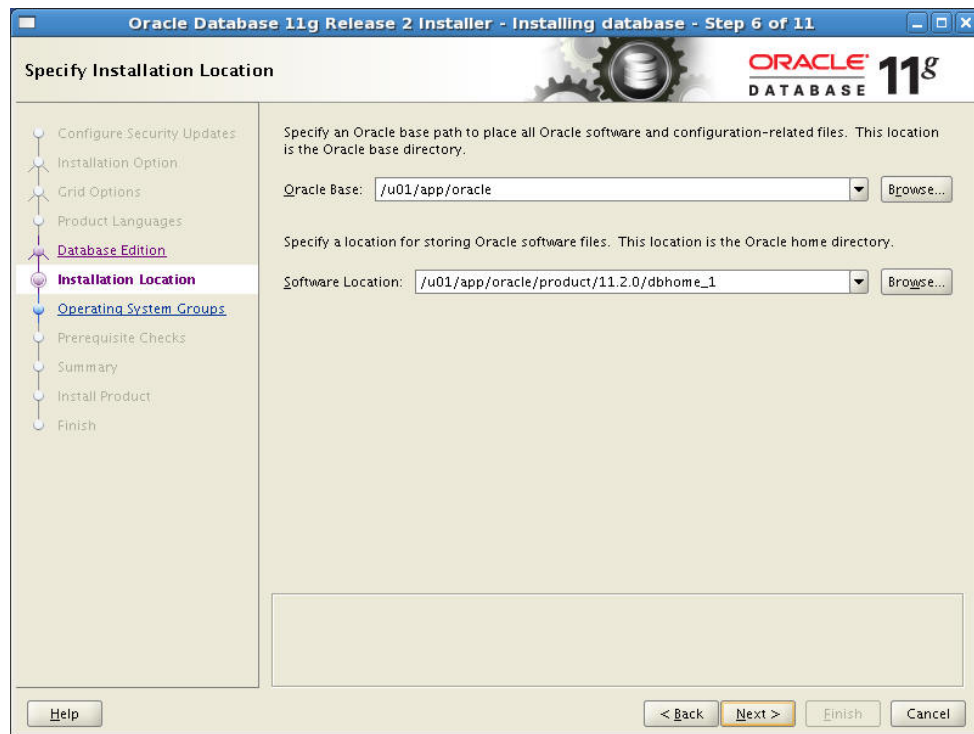 Oracle Database 11g Release 2 Installer - Installing database - Step 6 of 11
Specify Installation Location
ORACLE
DATABASE
11g
Configure Security Updates
Installation Option
Grid Options
Product Languages
Database Edition
Installation Location
Operating System Groups
Prerequisite Checks
Summary
Install Product
Finish
Specify an Oracle base path to place all Oracle software and configuration-related files. This location
is the Oracle base directory.
Oracle Base: /u01/app/oracle Browse...
Specify a location for storing Oracle software files. This location is the Oracle home directory.
Software Location: /u01/app/oracle/product/11.2.0/dbhome_1 Browse...
Help < Back Next > Finish Cancel